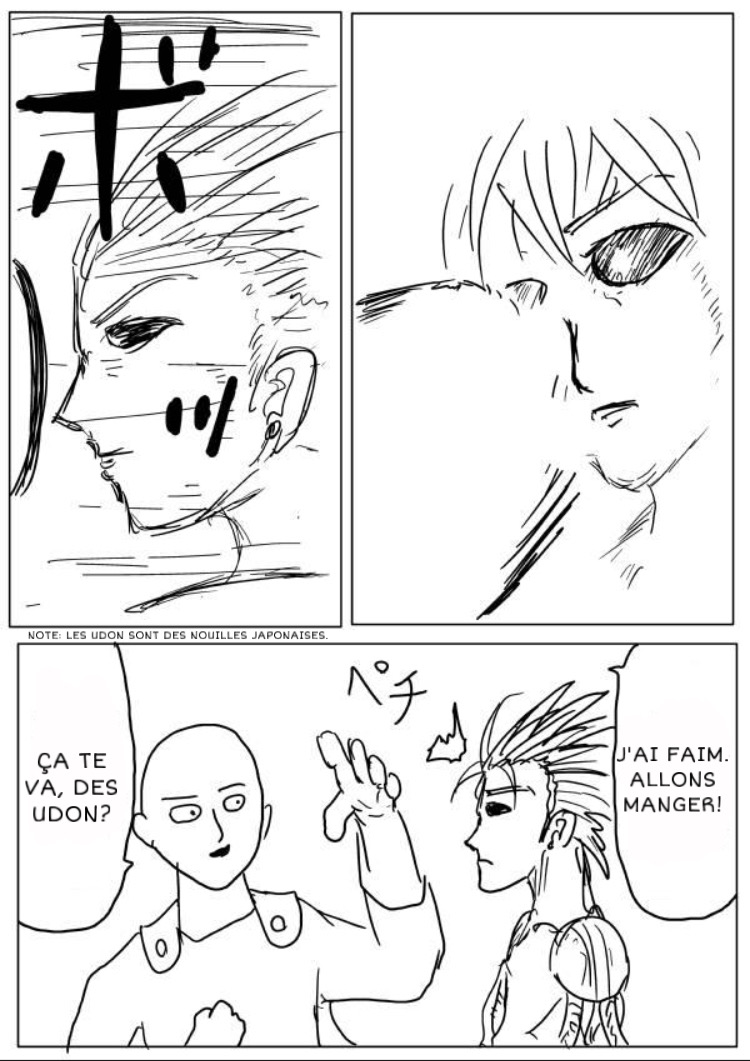 ボッ
NOTE: LES UDON SONT DES NOUILLES JAPONAISES.
J'AI FAIM.
ALLONS
MANGER!
ペチ
ÇA TE
VA, DES
UDON?